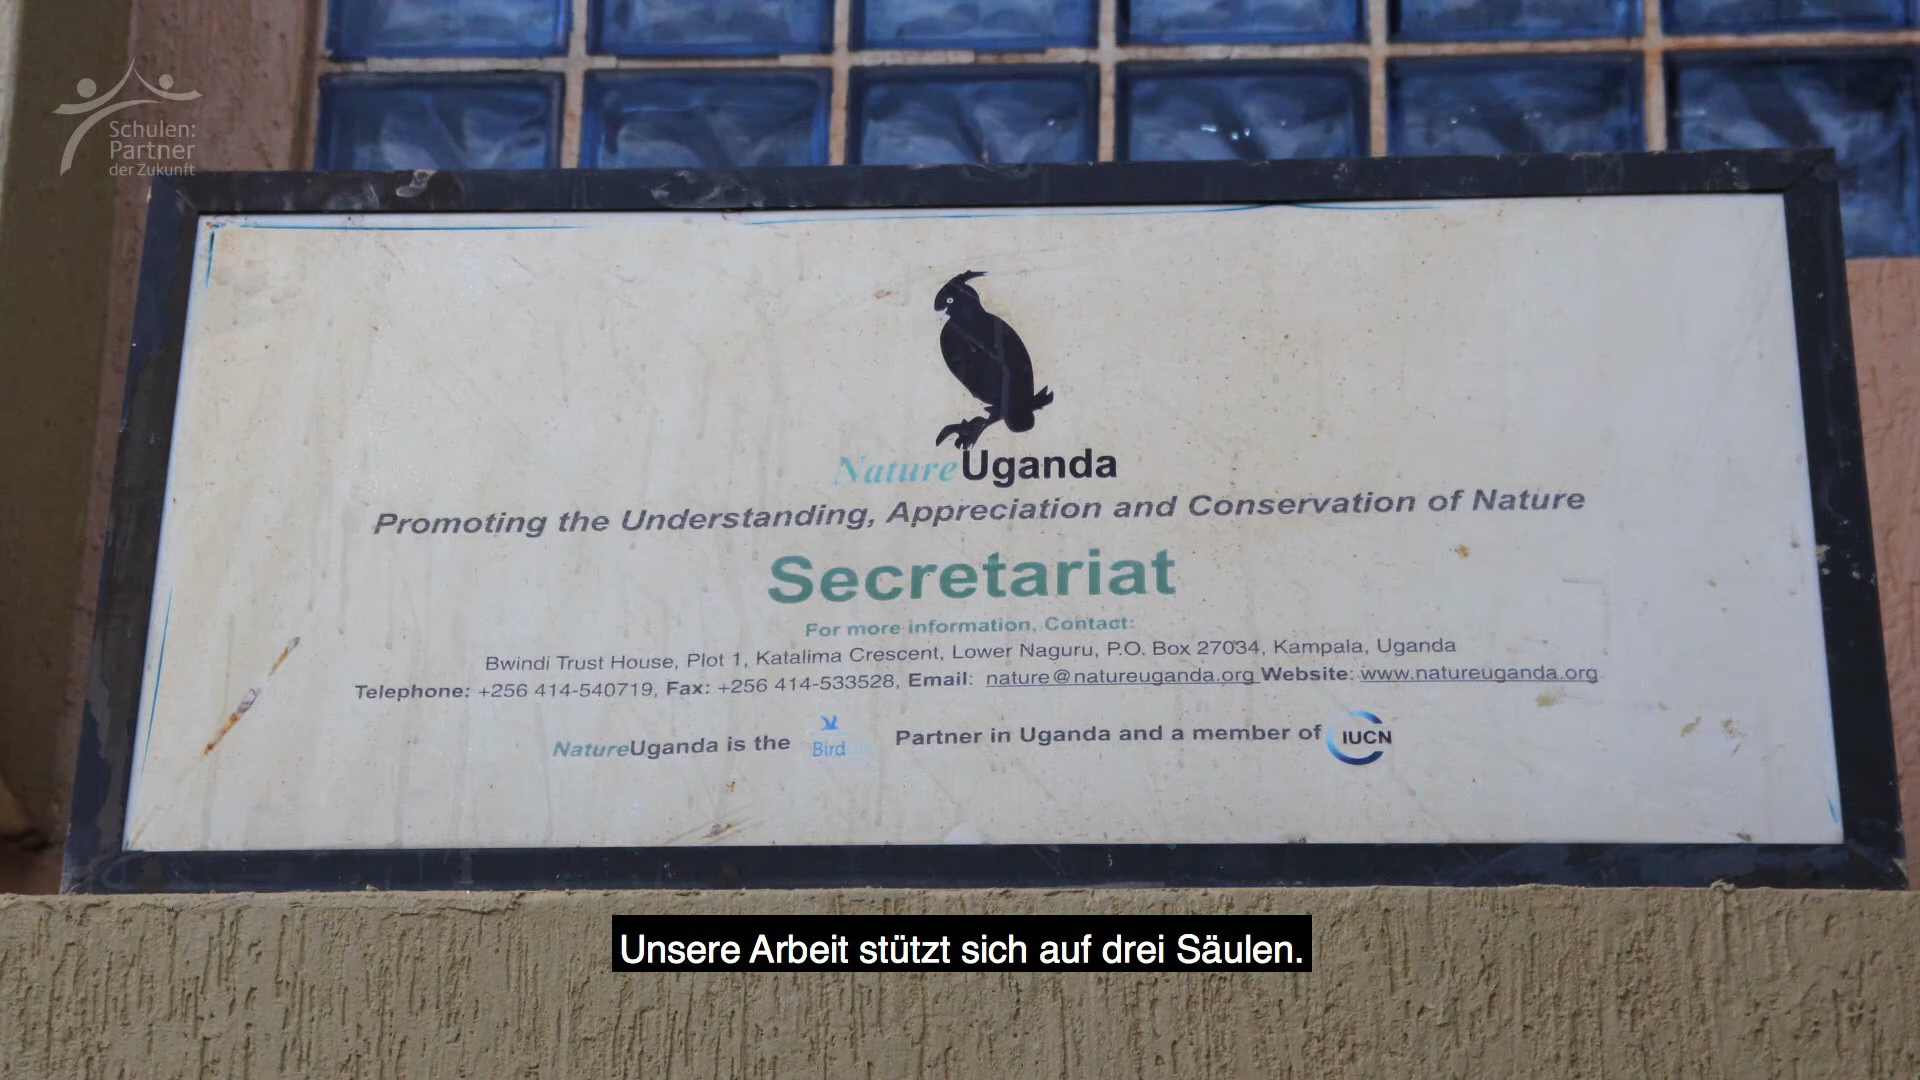 Schulen:
Partner
der Zukunft
NatureUganda
Promoting the Understanding, Appreciation and Conservation of Nature
Secretariat
For more information, Contact:
Bwindi Trust House, Plot 1, Katalima Crescent, Lower Naguru, P.O. Box 27034, Kampala, Uganda
Telephone: +256 414-540719, Fax: +256 414-533528, Email: nature@natureuganda.org Website: www.natureuganda.org
NatureUganda is the Bird Partner in Uganda and a member of IUCN
Unsere Arbeit stützt sich auf drei Säulen.